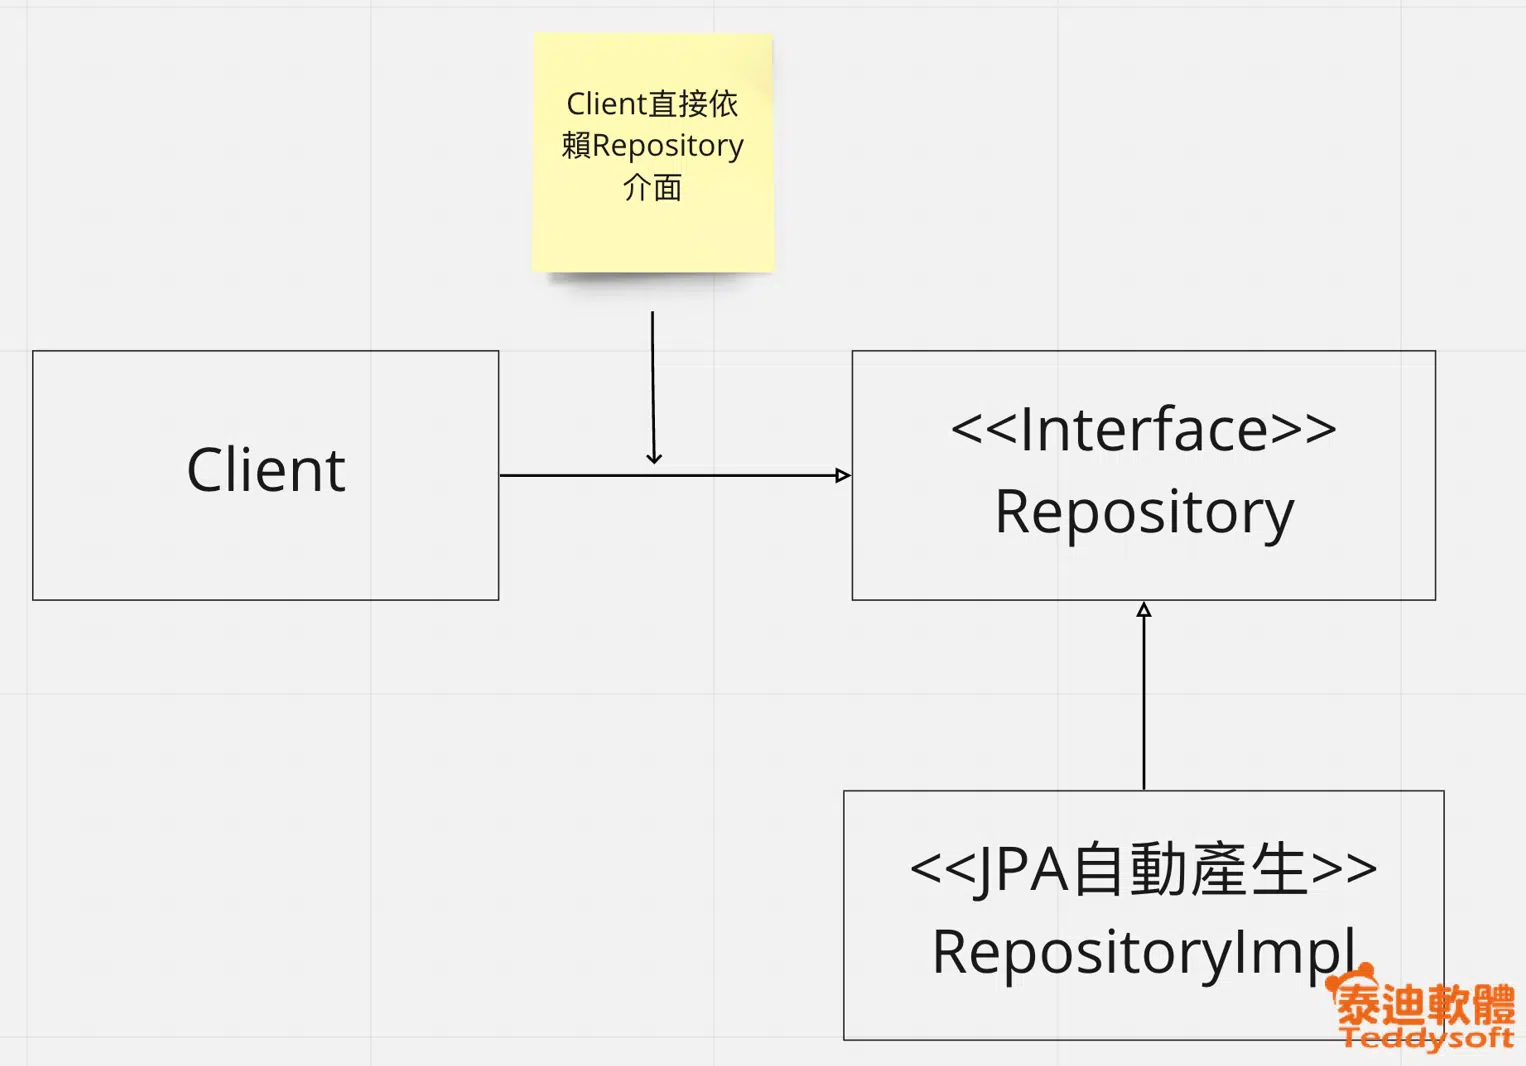 Client直接依
賴Repository
介面
Client
<<Interface>>
Repository
<<JPA自動產生>>
RepositoryImpl
泰迪軟體
Teddysoft